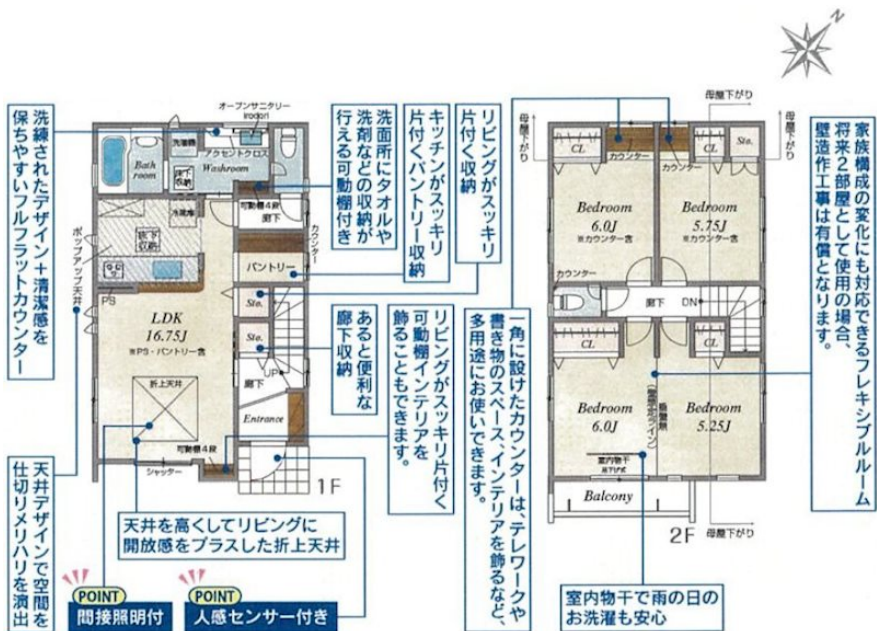 N
洗練されたデザイン+清潔感を
保ちやすいフルフラットカウンター
天井デザインで空間を
仕切りメリハリを演出
オープンサニタリー
irodori
洗面所にタオルや
洗剤などの収納が
行える可動棚付き
キッチンがスッキリ
片付くパントリー収納
リビングがスッキリ
片付く収納
Bath
room
洗濯機
アクセントクロス
床下
収納
Washroom
冷蔵庫
可動棚4段
廊下
カウンター
床下
収納
パントリー
ポップアップ天井
PS
Sto.
LDK
16.75J
※PS・パントリー含
Sto.
折上天井
廊下
UP
Entrance
可動棚4段
シャッター
1F
あると便利な
廊下収納
リビングがスッキリ片付く
可動棚インテリアを
飾ることもできます。
天井を高くしてリビングに
開放感をプラスした折上天井
POINT
間接照明付
POINT
人感センサー付き
一角に設けたカウンターは、テレワークや
書き物のスペース、インテリアを飾るなど、
多用途にお使いできます。
母屋下がり
母屋下がり
母屋下がり
CL
カウンター
カウンター
CL
Sto.
Bedroom
6.0J
※カウンター含
Bedroom
5.75J
※カウンター含
カウンター
廊下
DN
CL
CL
Bedroom
6.0J
Bedroom
5.25J
室内物干
Balcony
2F
母屋下がり
室内物干で雨の日の
お洗濯も安心
家族構成の変化にも対応できるフレキシブルルーム
将来2部屋として使用の場合、
壁造作工事は有償となります。